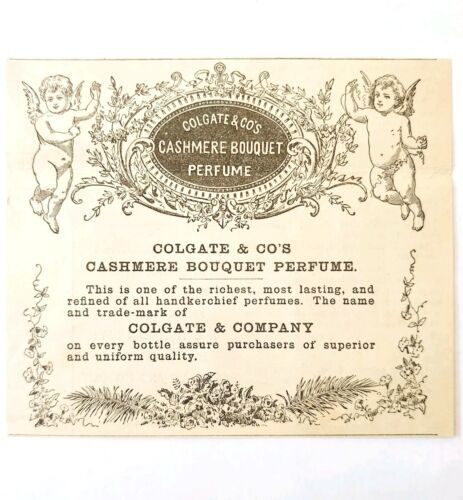 COLGATE & CO'S
CASHMERE BOUQUET
PERFUME
COLGATE & CO'S
CASHMERE BOUQUET PERFUME.
This is one of the richest, most lasting, and
refined of all handkerchief perfumes. The name
and trade-mark of
COLGATE & COMPANY
on every bottle assure purchasers of superior
and uniform quality.